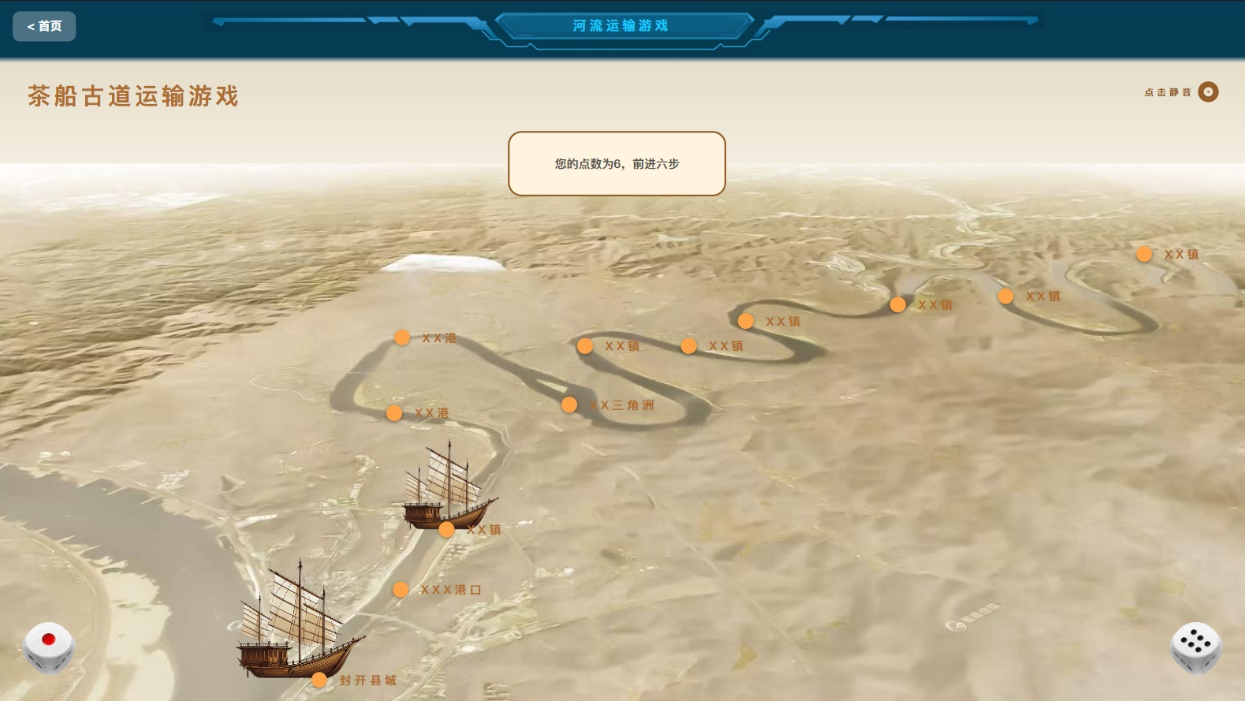 < 首页
河流运输游戏
茶船古道运输游戏
点击静音
您的点数为6，前进六步
XX镇
XX镇
XX镇
XX镇
XX港
XX镇
XX镇
XX三角洲
XX港
XX镇
XXX港口
封开县城